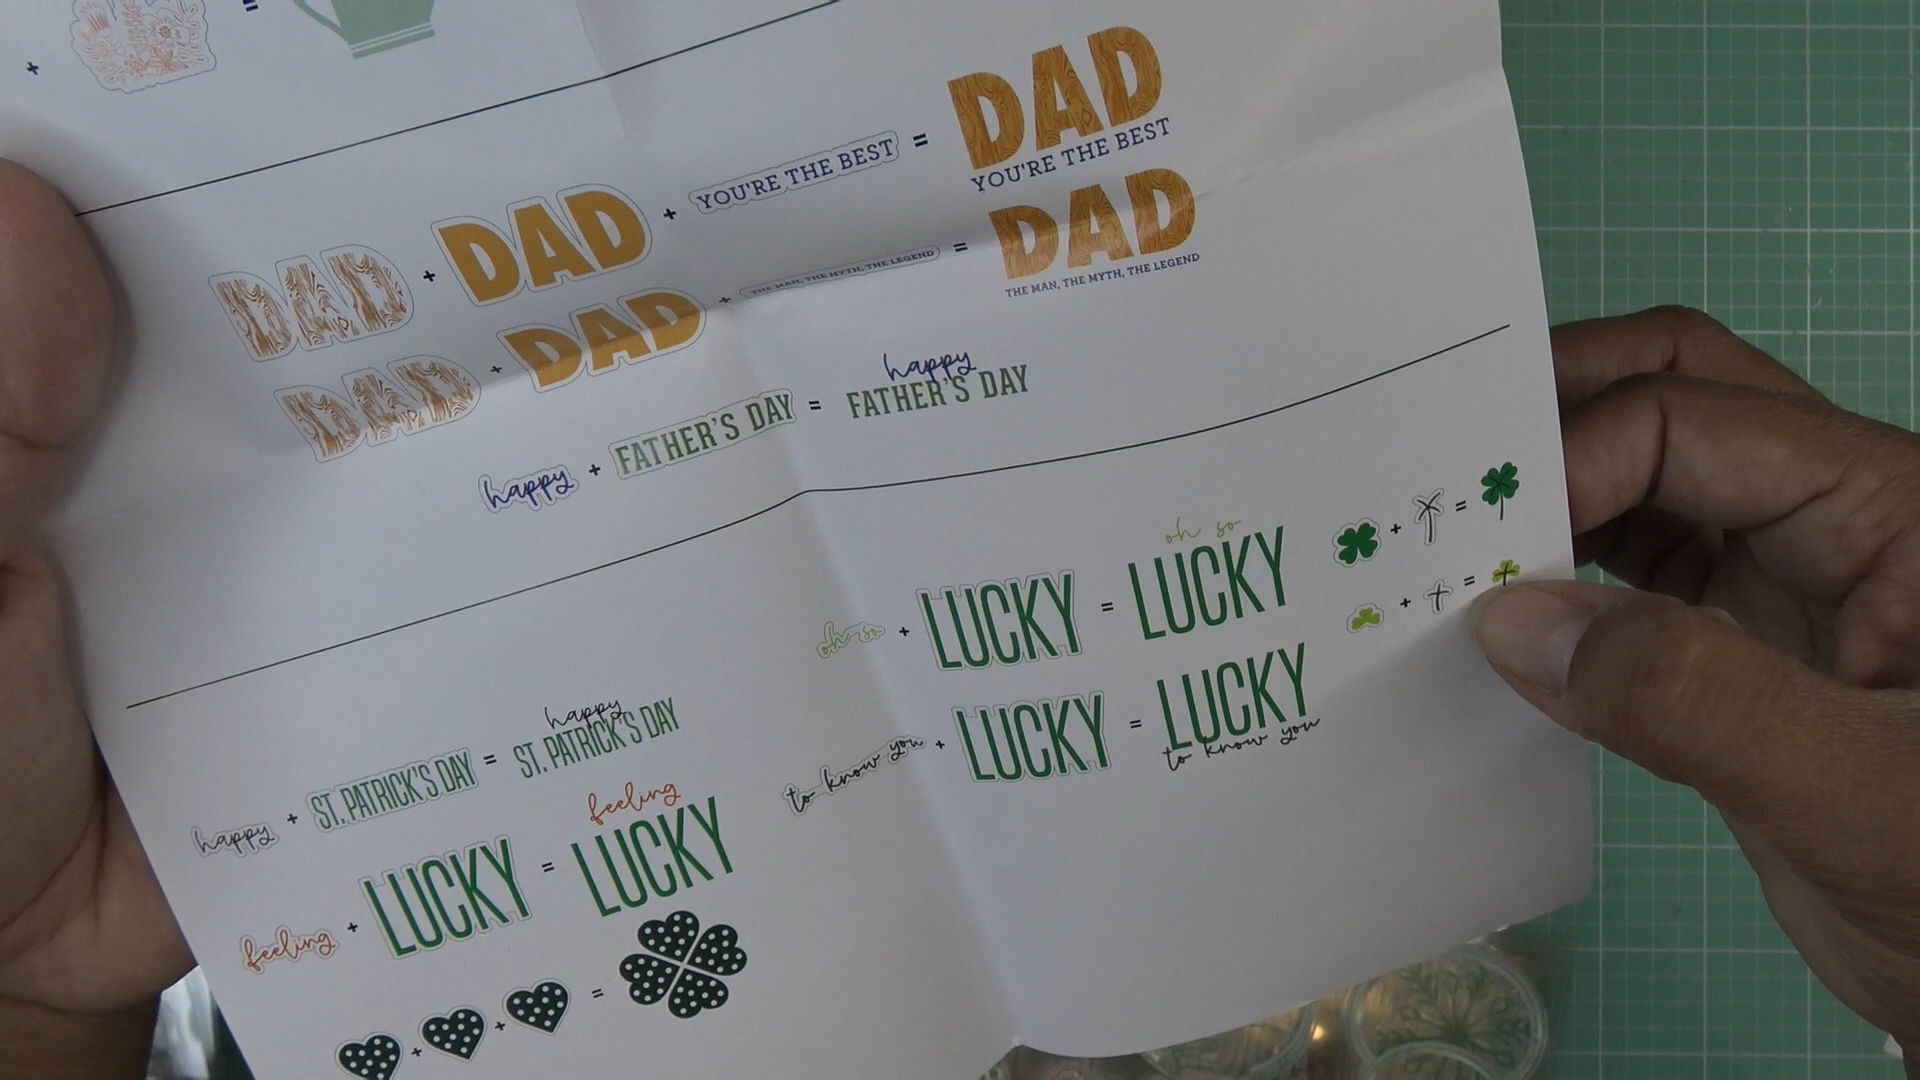 + =
DAD + DAD + YOU'RE THE BEST = DAD YOU'RE THE BEST
DAD + DAD + THE MAN, THE MYTH, THE LEGEND = DAD THE MAN, THE MYTH, THE LEGEND
happy + FATHER'S DAY = happy FATHER'S DAY
happy + ST. PATRICK'S DAY = happy ST. PATRICK'S DAY
feeling + LUCKY = feeling LUCKY
+ + =
oh so + LUCKY = oh so LUCKY
to know you + LUCKY = LUCKY to know you
+ =
+ =